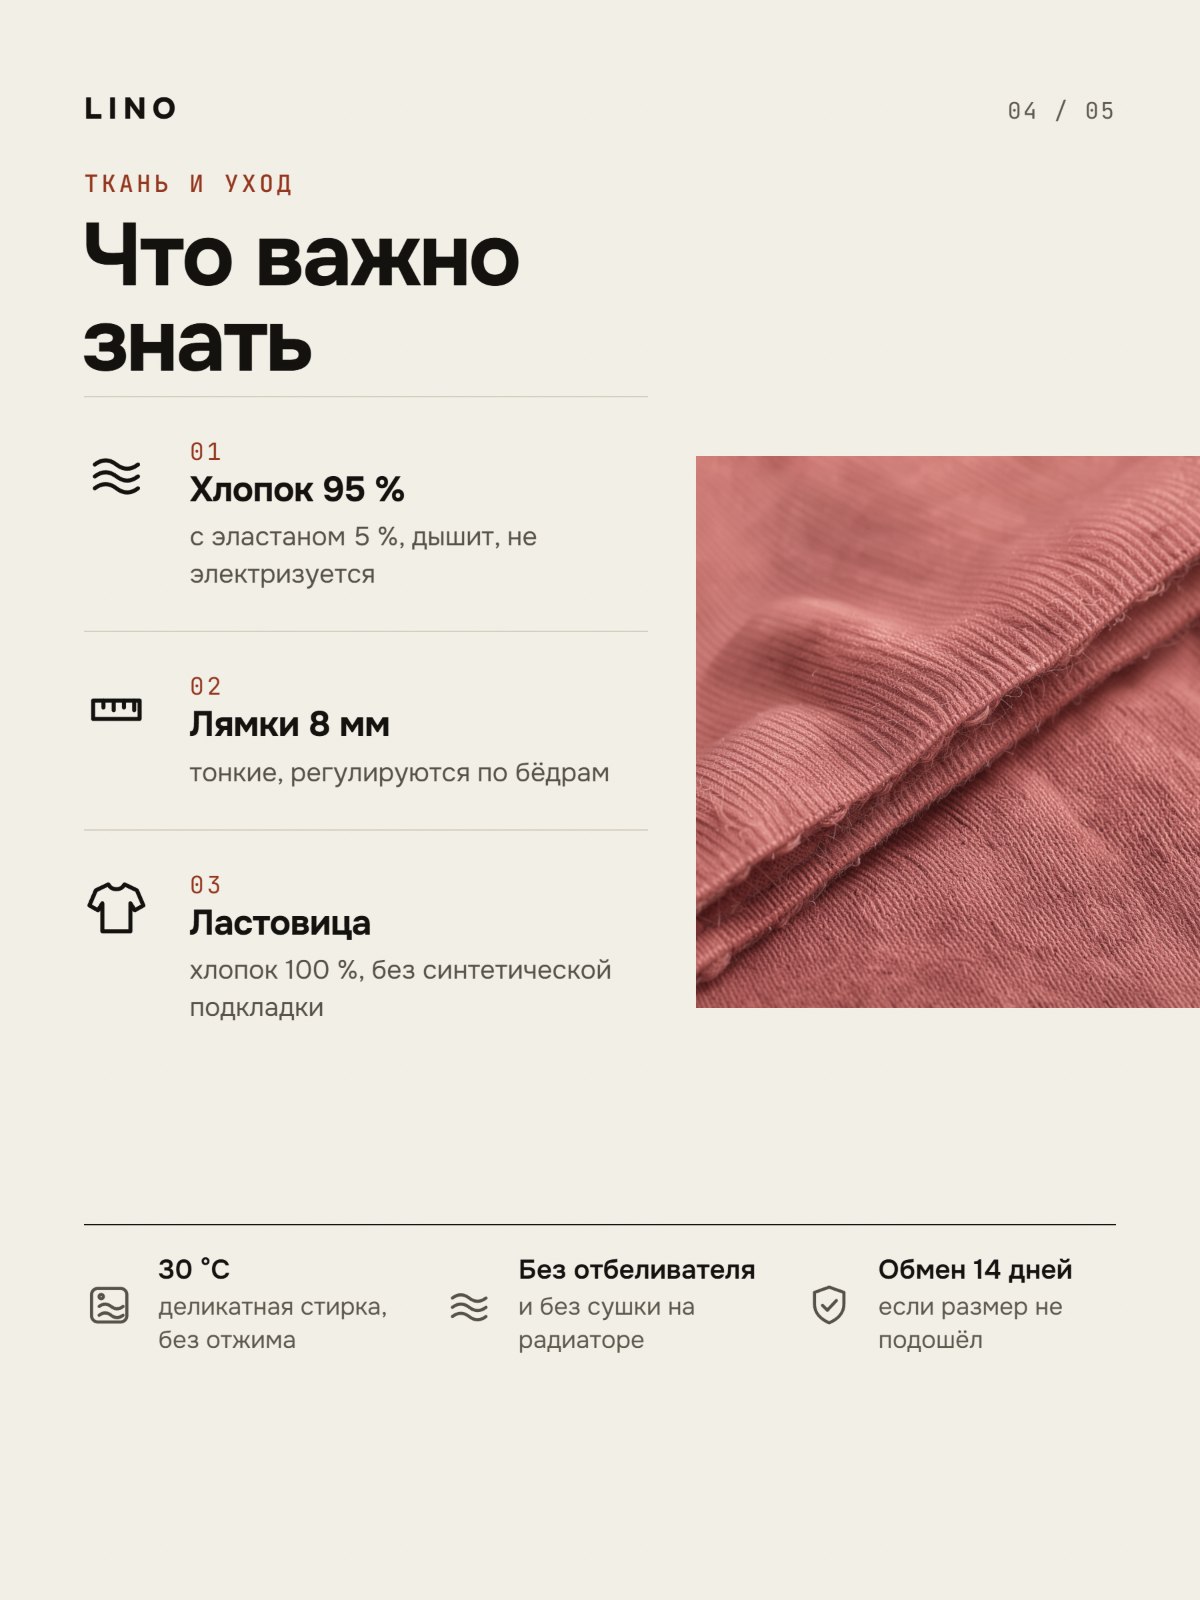 LINO
04 / 05
ТКАНЬ И УХОД
Что важно
знать
01
Хлопок 95 %
с эластаном 5 %, дышит, не
электризуется
02
Лямки 8 мм
тонкие, регулируются по бёдрам
03
Ластовица
хлопок 100 %, без синтетической
подкладки
30 °C
деликатная стирка,
без отжима
Без отбеливателя
и без сушки на
радиаторе
Обмен 14 дней
если размер не
подошёл